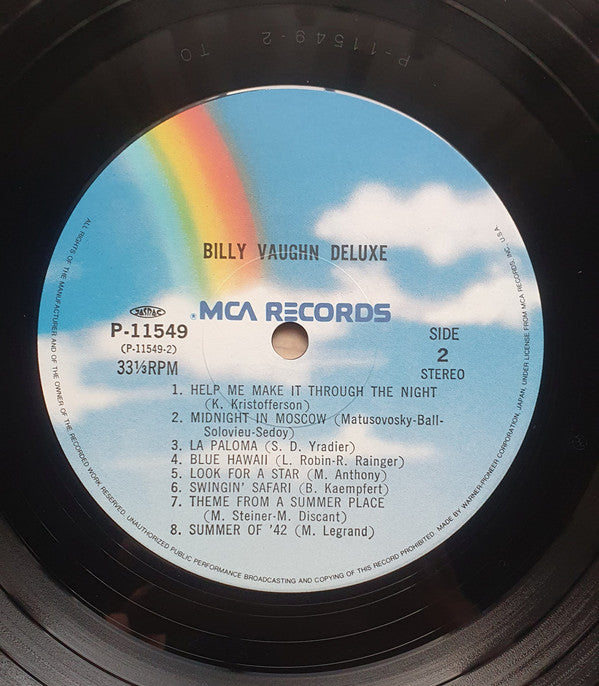 P-11549-2 TO
BILLY VAUGHN DELUXE
JASRAC
MCA RECORDS
P-11549
(P-11549-2)
33⅓RPM
SIDE
2
STEREO
1. HELP ME MAKE IT THROUGH THE NIGHT
(K. Kristofferson)
2. MIDNIGHT IN MOSCOW (Matusovosky-Ball-
Solovieu-Sedoy)
3. LA PALOMA (S. D. Yradier)
4. BLUE HAWAII (L. Robin-R. Rainger)
5. LOOK FOR A STAR (M. Anthony)
6. SWINGIN' SAFARI (B. Kaempfert)
7. THEME FROM A SUMMER PLACE
(M. Steiner-M. Discant)
8. SUMMER OF '42 (M. Legrand)
ALL RIGHTS OF THE MANUFACTURER AND OF THE OWNER OF THE RECORDED WORK RESERVED. UNAUTHORIZED PUBLIC PERFORMANCE BROADCASTING AND COPYING OF THIS RECORD PROHIBITED. MADE BY WARNER-PIONEER CORPORATION, JAPAN, UNDER LICENSE FROM MCA RECORDS, INC., U.S.A.